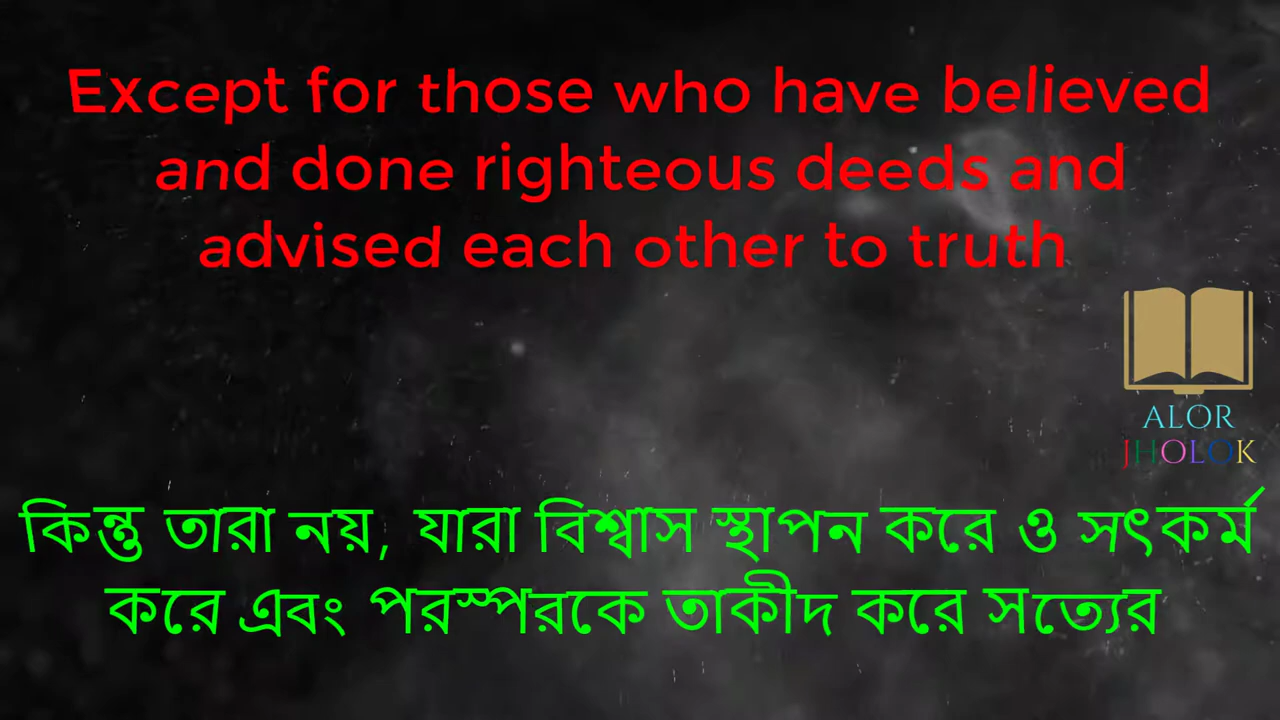 Except for those who have believed
and done righteous deeds and
advised each other to truth
ALOR
JHOLOK
কিন্তু তারা নয়, যারা বিশ্বাস স্থাপন করে ও সৎকর্ম
করে এবং পরস্পরকে তাকীদ করে সত্যের